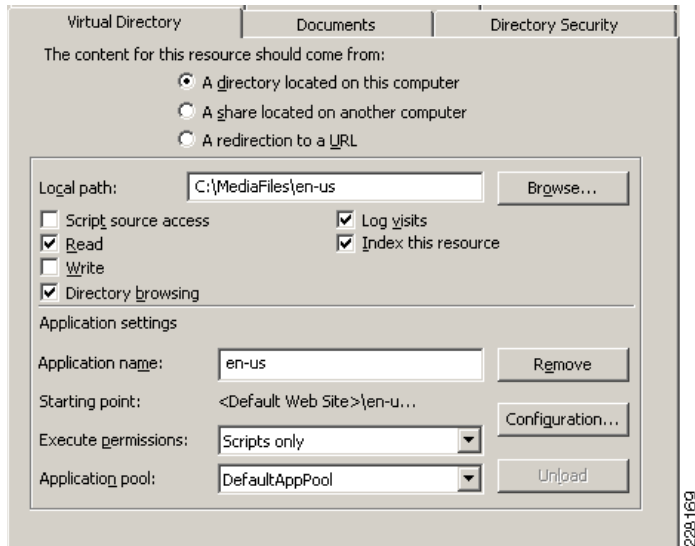 Virtual Directory Documents Directory Security
The content for this resource should come from:
A directory located on this computer
A share located on another computer
A redirection to a URL
Local path: C:\MediaFiles\en-us Browse...
Script source access Log visits
Read Index this resource
Write
Directory browsing
Application settings
Application name: en-us Remove
Starting point: <Default Web Site>\en-u...
Configuration...
Execute permissions: Scripts only
Application pool: DefaultAppPool Unload
228169